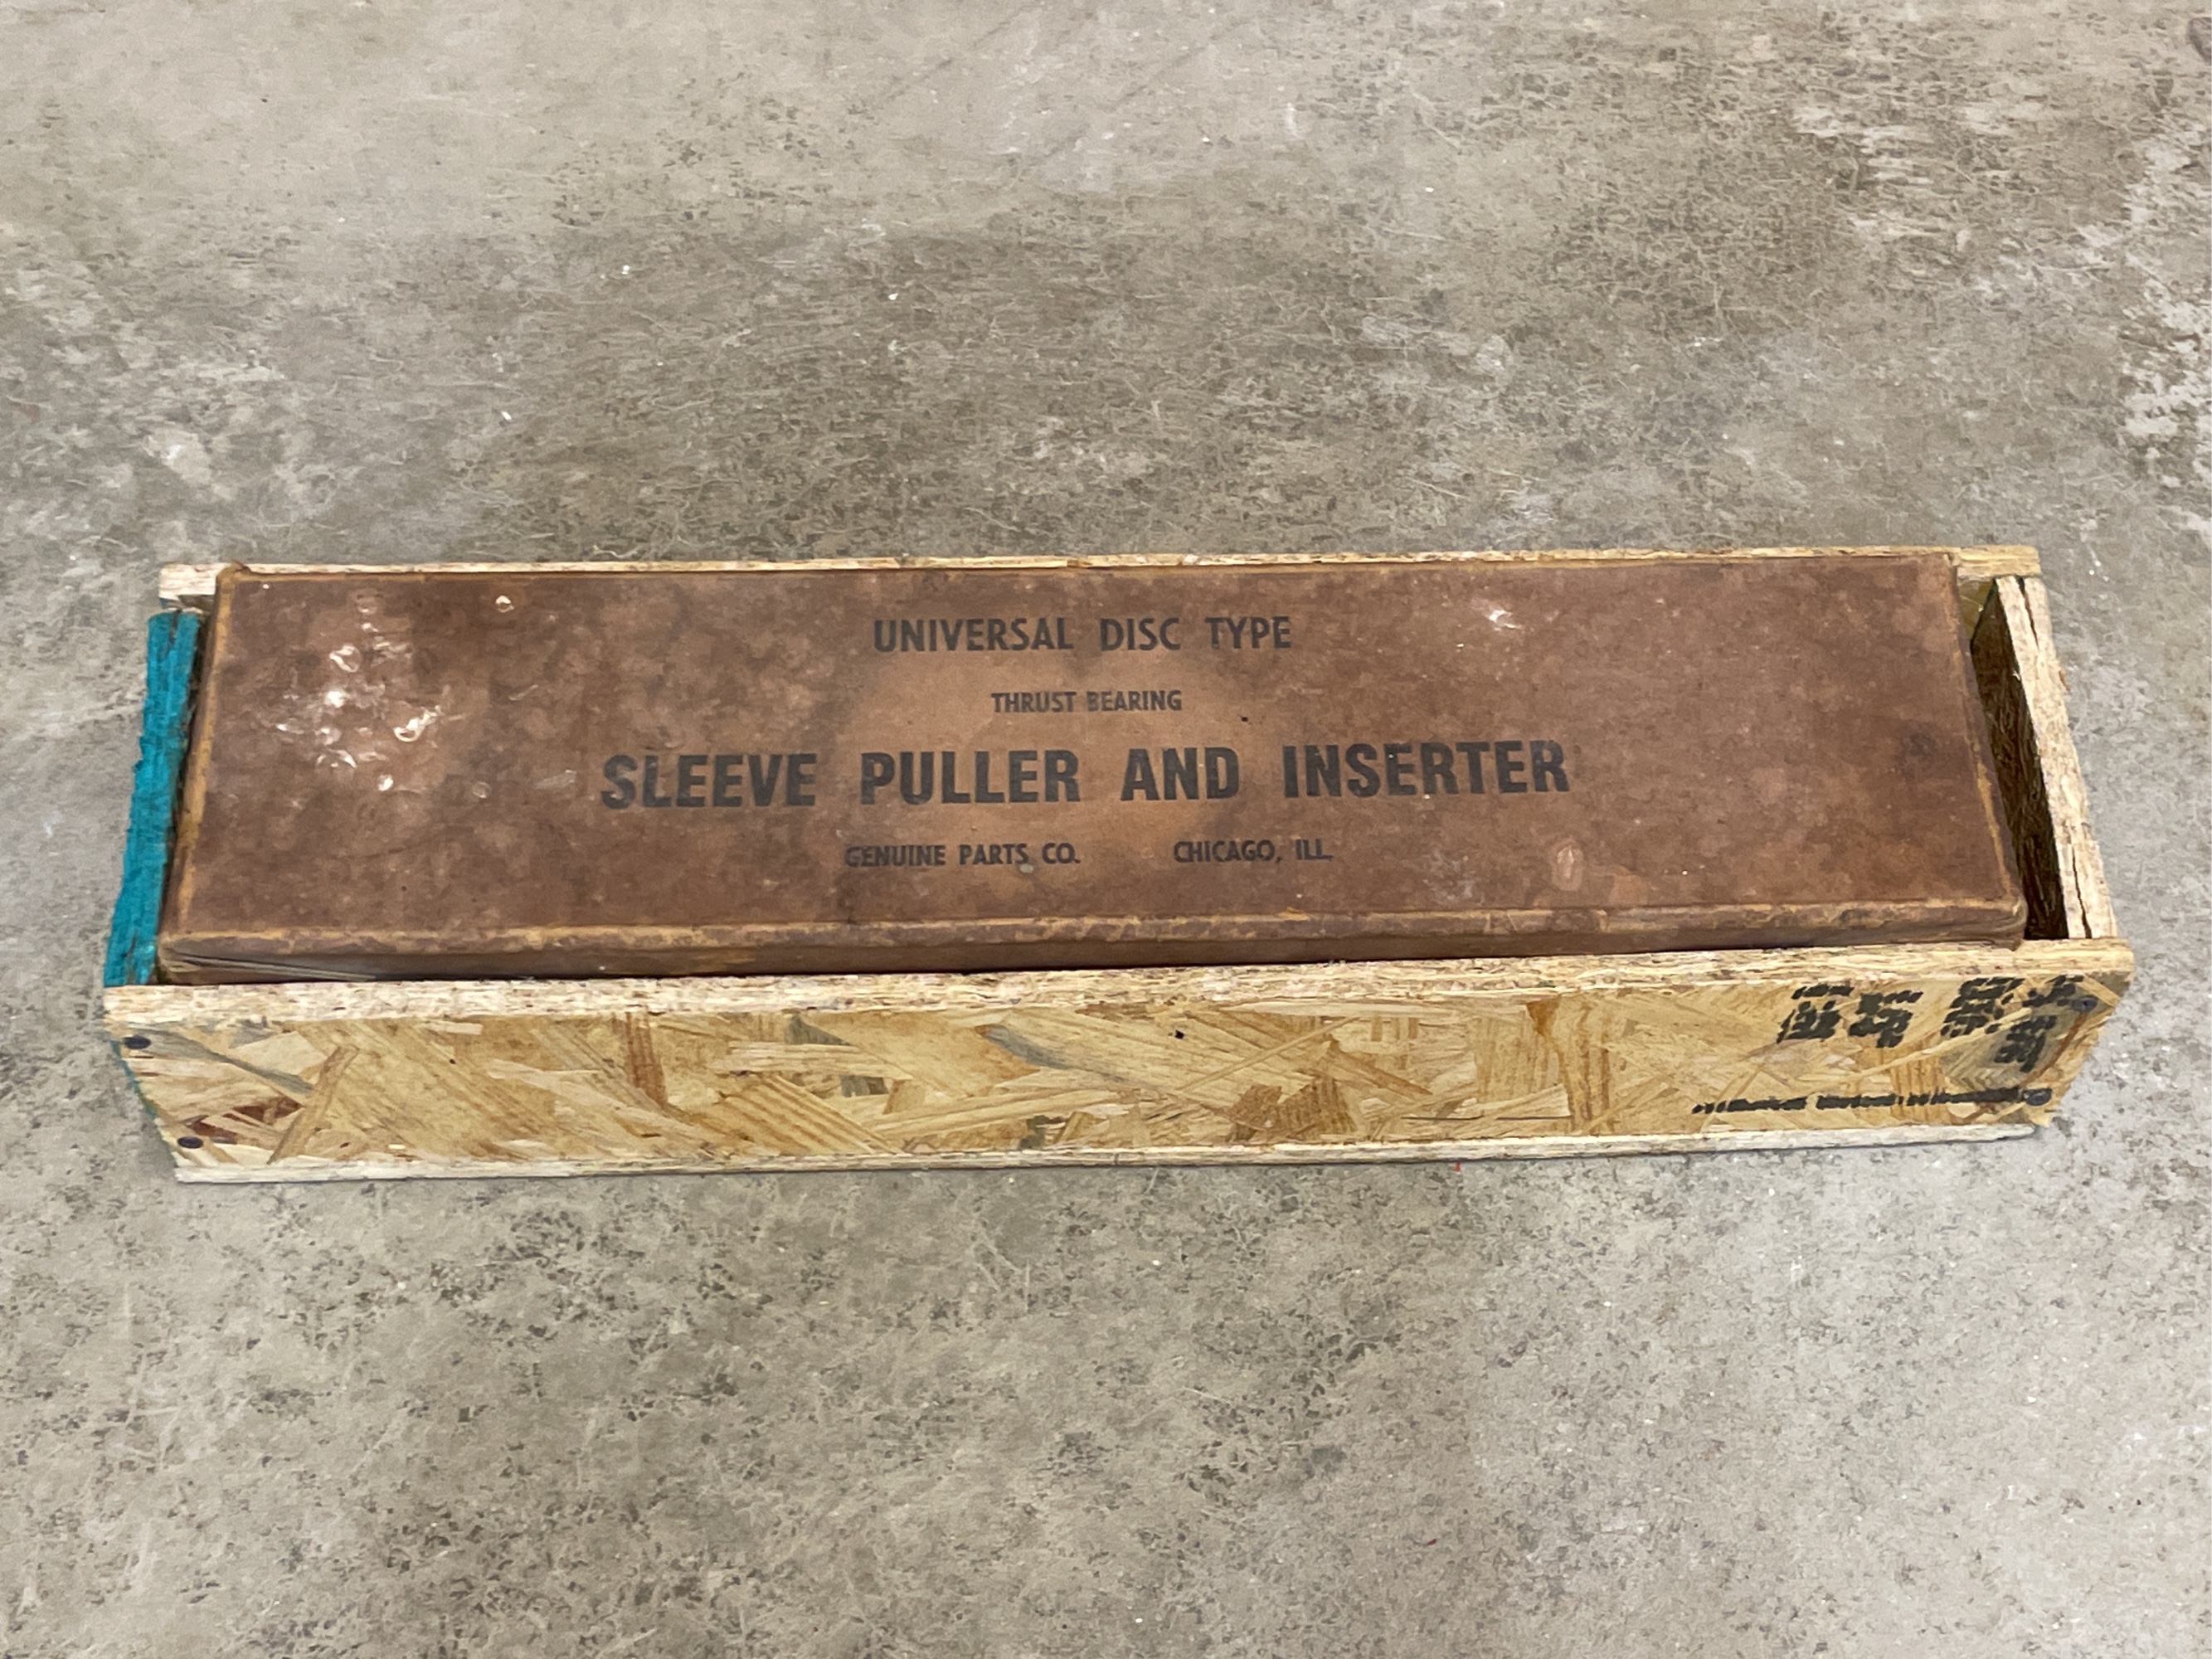 UNIVERSAL DISC TYPE
THRUST BEARING
SLEEVE PULLER AND INSERTER
GENUINE PARTS CO. CHICAGO, ILL.